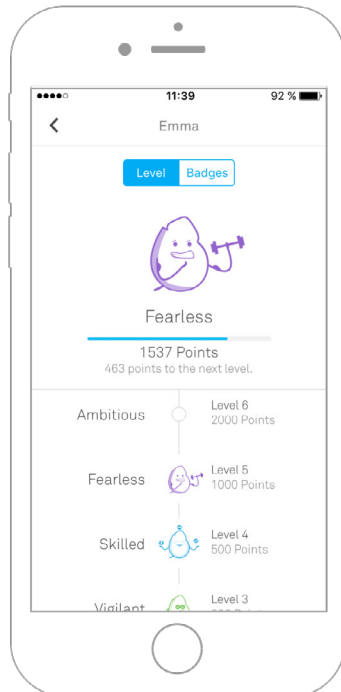 11:39
92 %
Emma
Level
Badges
Fearless
1537 Points
463 points to the next level.
Ambitious
Level 6
2000 Points
Fearless
Level 5
1000 Points
Skilled
Level 4
500 Points
Vigilant
Level 3